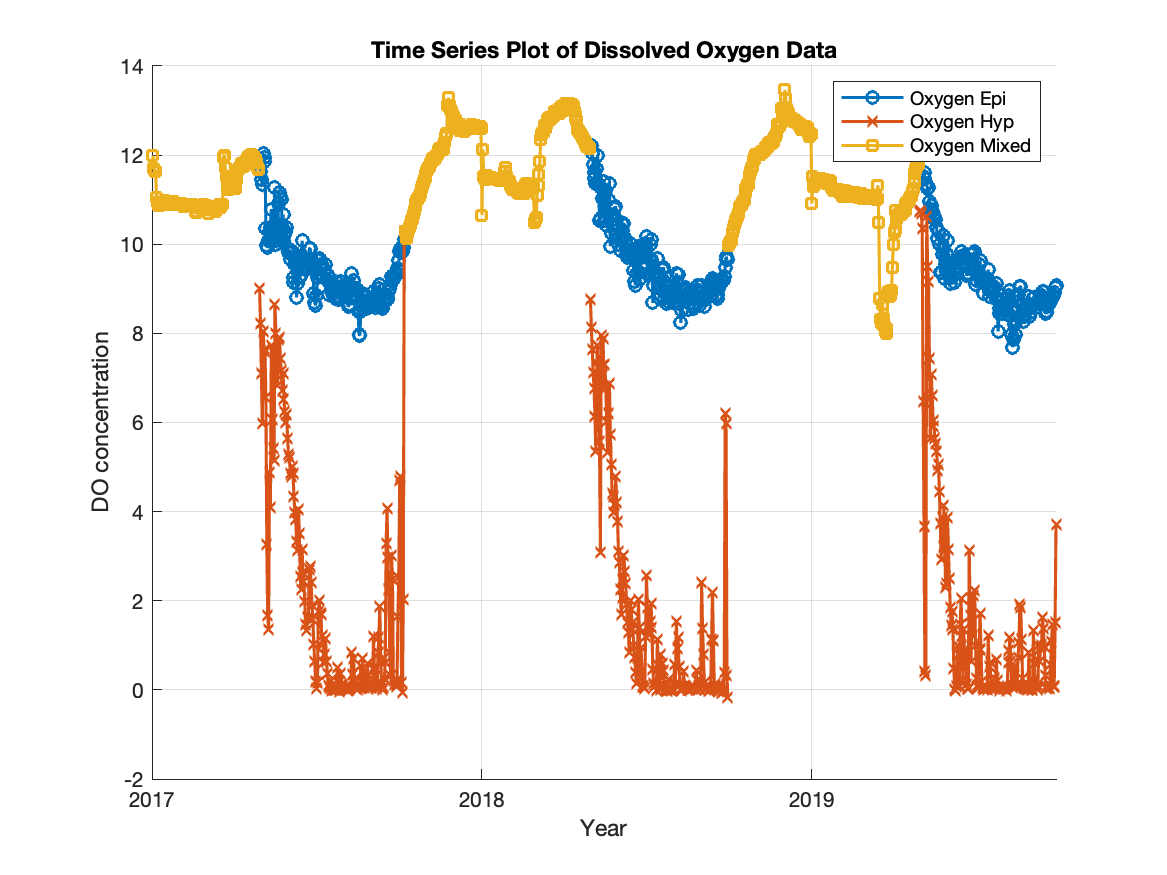 Time Series Plot of Dissolved Oxygen Data
14
12
10
8
6
4
2
0
-2
DO concentration
Oxygen Epi
Oxygen Hyp
Oxygen Mixed
2017
2018
2019
Year